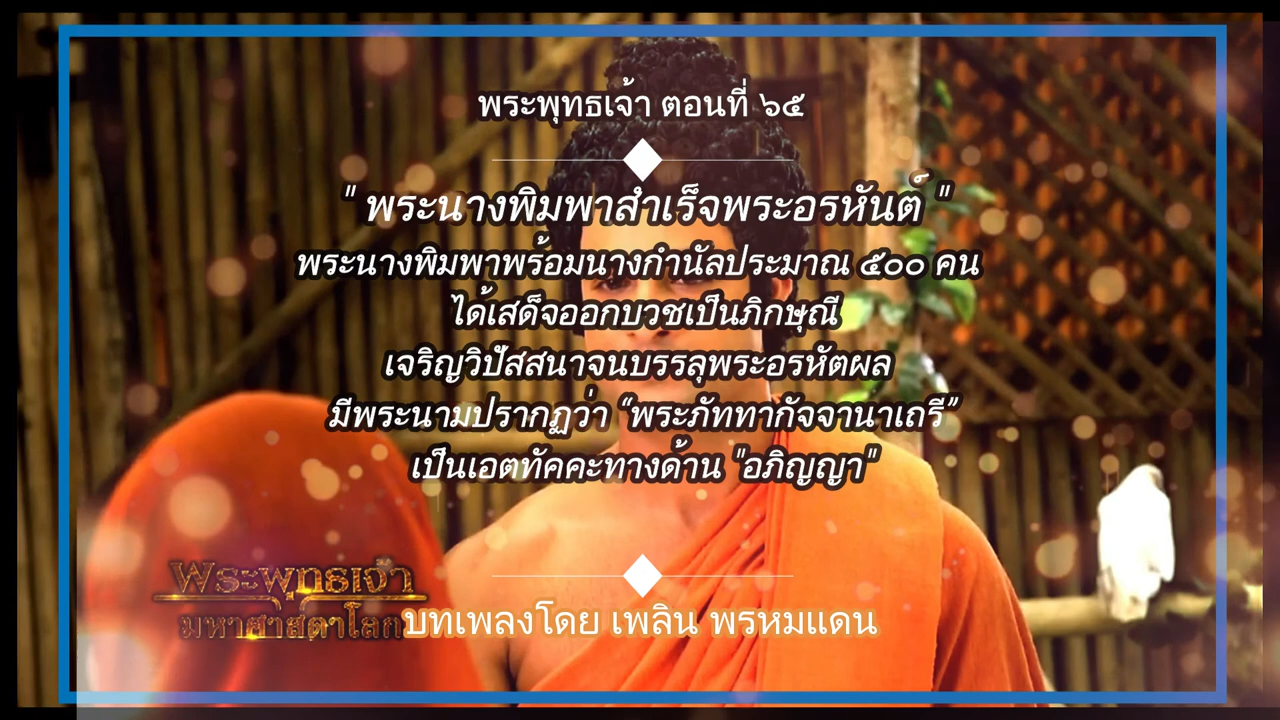 พระพุทธเจ้า ตอนที่ ๖๕
" พระนางพิมพาสำเร็จพระอรหันต์ "
พระนางพิมพาพร้อมนางกำนัลประมาณ ๕๐๐ คน
ได้เสด็จออกบวชเป็นภิกษุณี
เจริญวิปัสสนาจนบรรลุพระอรหัตผล
มีพระนามปรากฏว่า “พระภัททากัจจานาเถรี”
เป็นเอตทัคคะทางด้าน "อภิญญา"
พระพุทธเจ้า
มหาศาสดาโลก
บทเพลงโดย เพลิน พรหมแดน